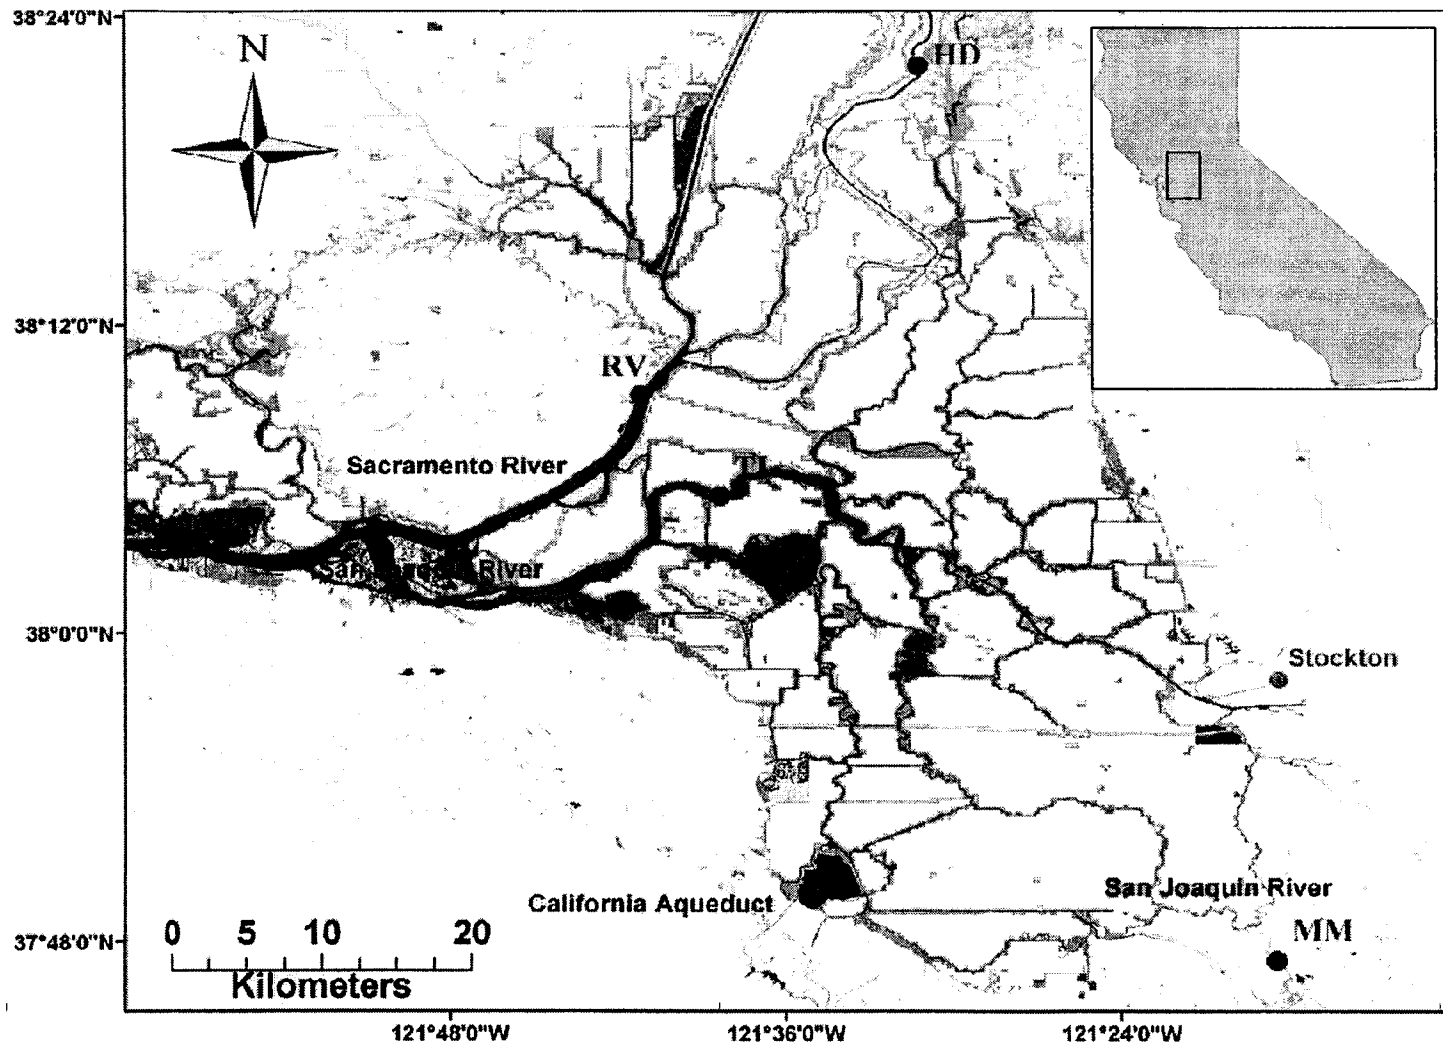 38°24'0"N
N
HD
38°12'0"N
RV
Sacramento River
TI
River
38°0'0"N
Stockton
California Aqueduct
San Joaquin River
37°48'0"N
0 5 10 20
Kilometers
MM
121°48'0"W 121°36'0"W 121°24'0"W